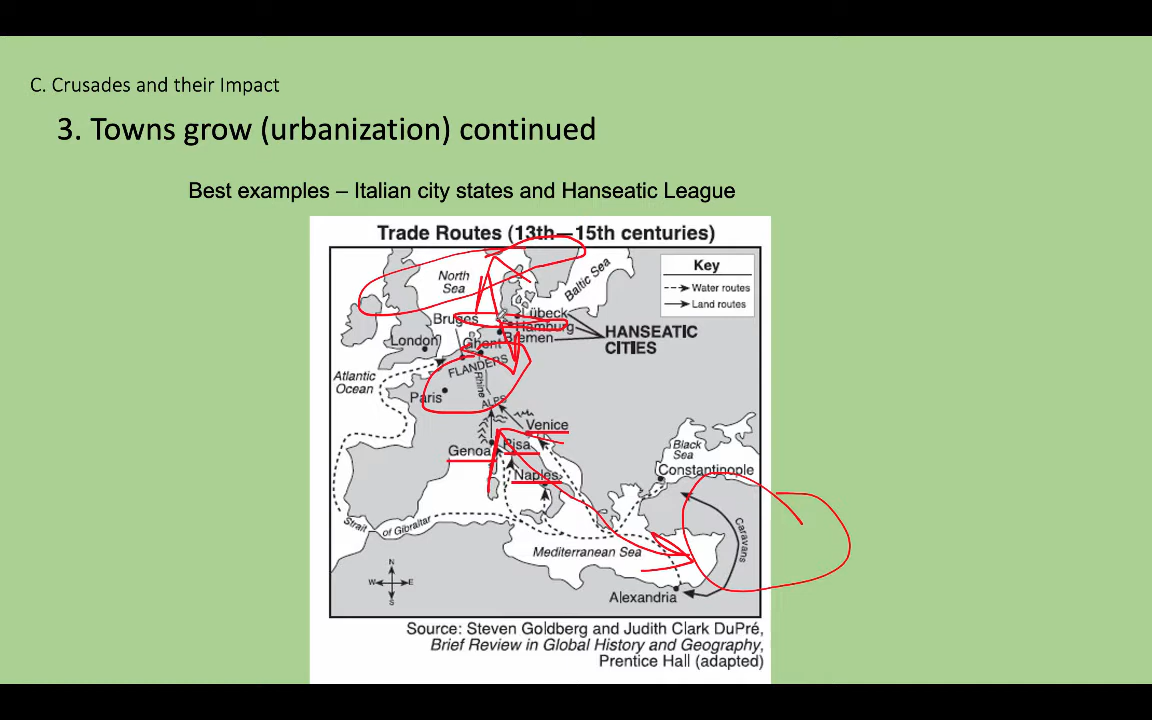 C. Crusades and their Impact
3. Towns grow (urbanization) continued
Best examples – Italian city states and Hanseatic League
Trade Routes (13th—15th centuries)
Key
Water routes
Land routes
North
Sea
Baltic Sea
Lübeck
Hamburg
Bremen
HANSEATIC
CITIES
Bruges
London
Ghent
FLANDERS
Rhine
Atlantic
Ocean
Paris
ALPS
Venice
Genoa
Pisa
Naples
Black
Sea
Constantinople
Strait of Gibraltar
Mediterranean Sea
Caravans
Alexandria
N
W
E
S
Source: Steven Goldberg and Judith Clark DuPré,
Brief Review in Global History and Geography,
Prentice Hall (adapted)